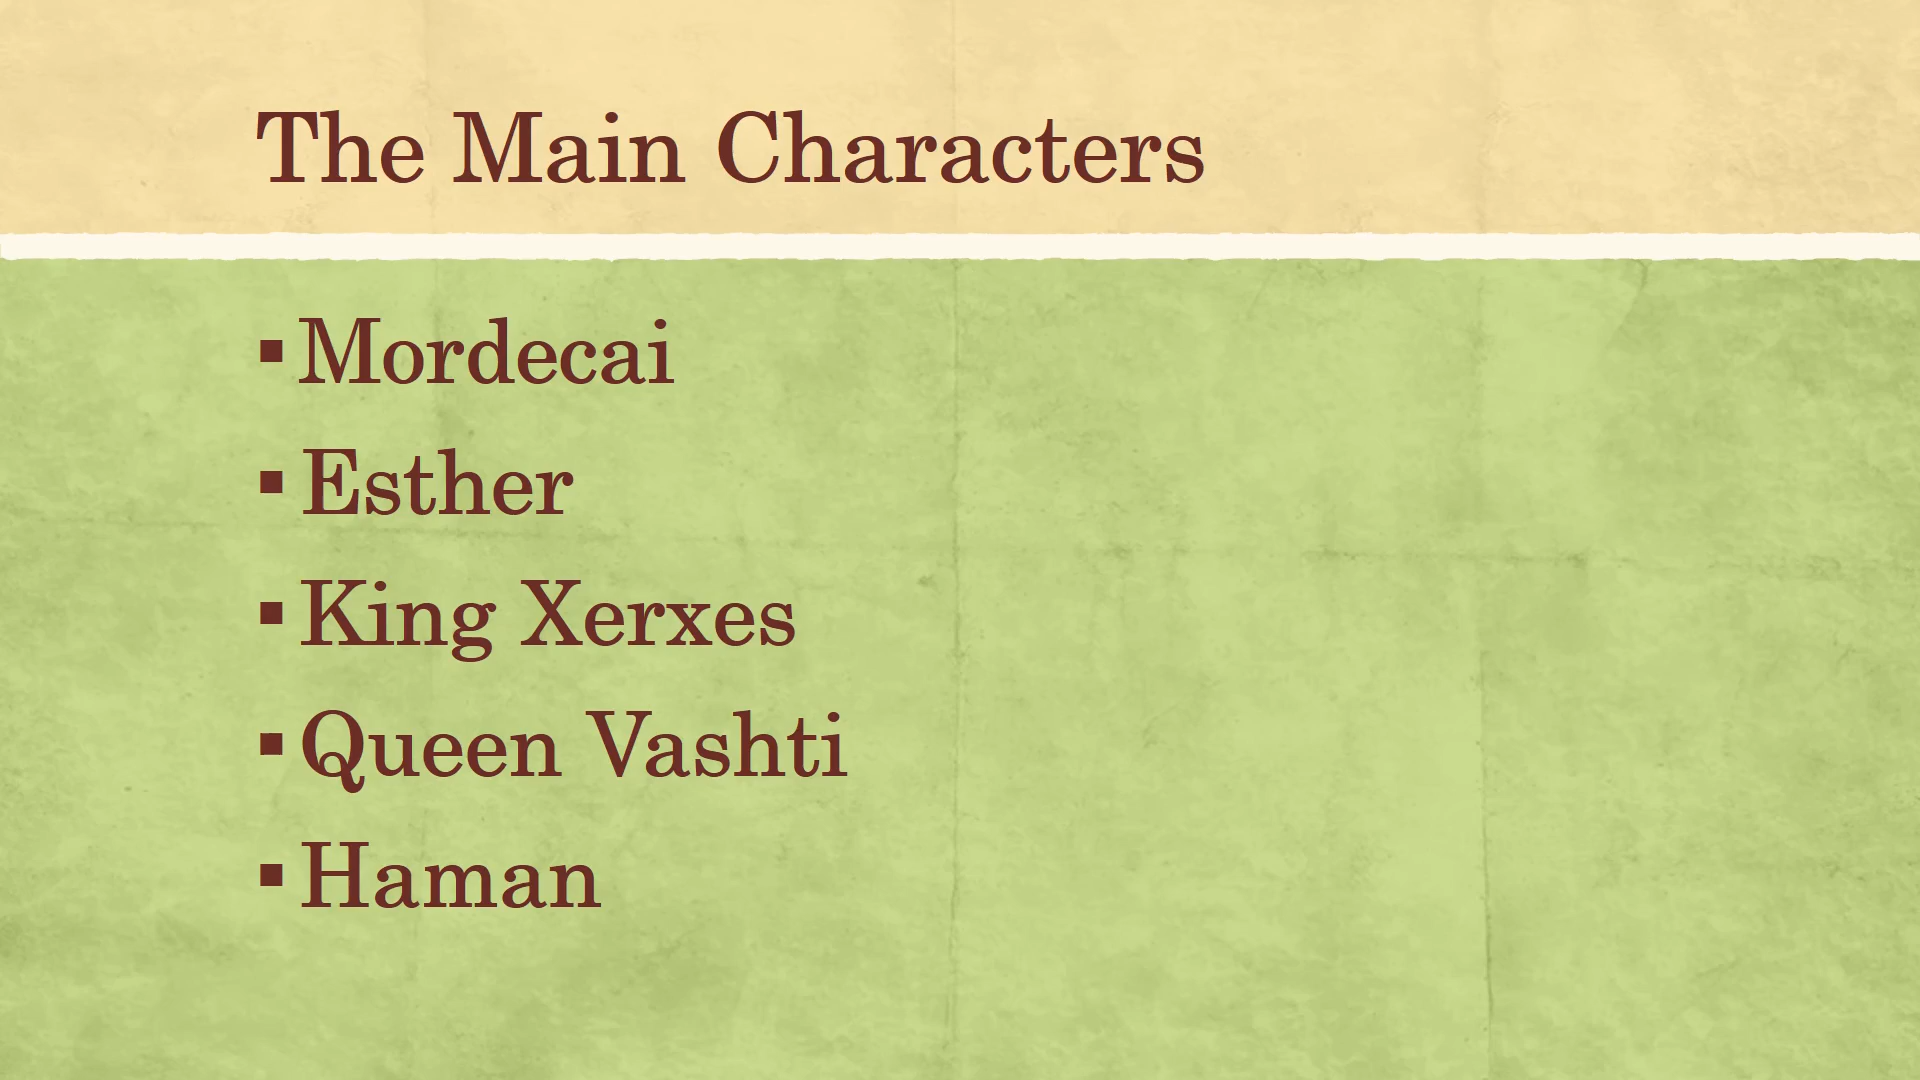 The Main Characters
▪ Mordecai
▪ Esther
▪ King Xerxes
▪ Queen Vashti
▪ Haman